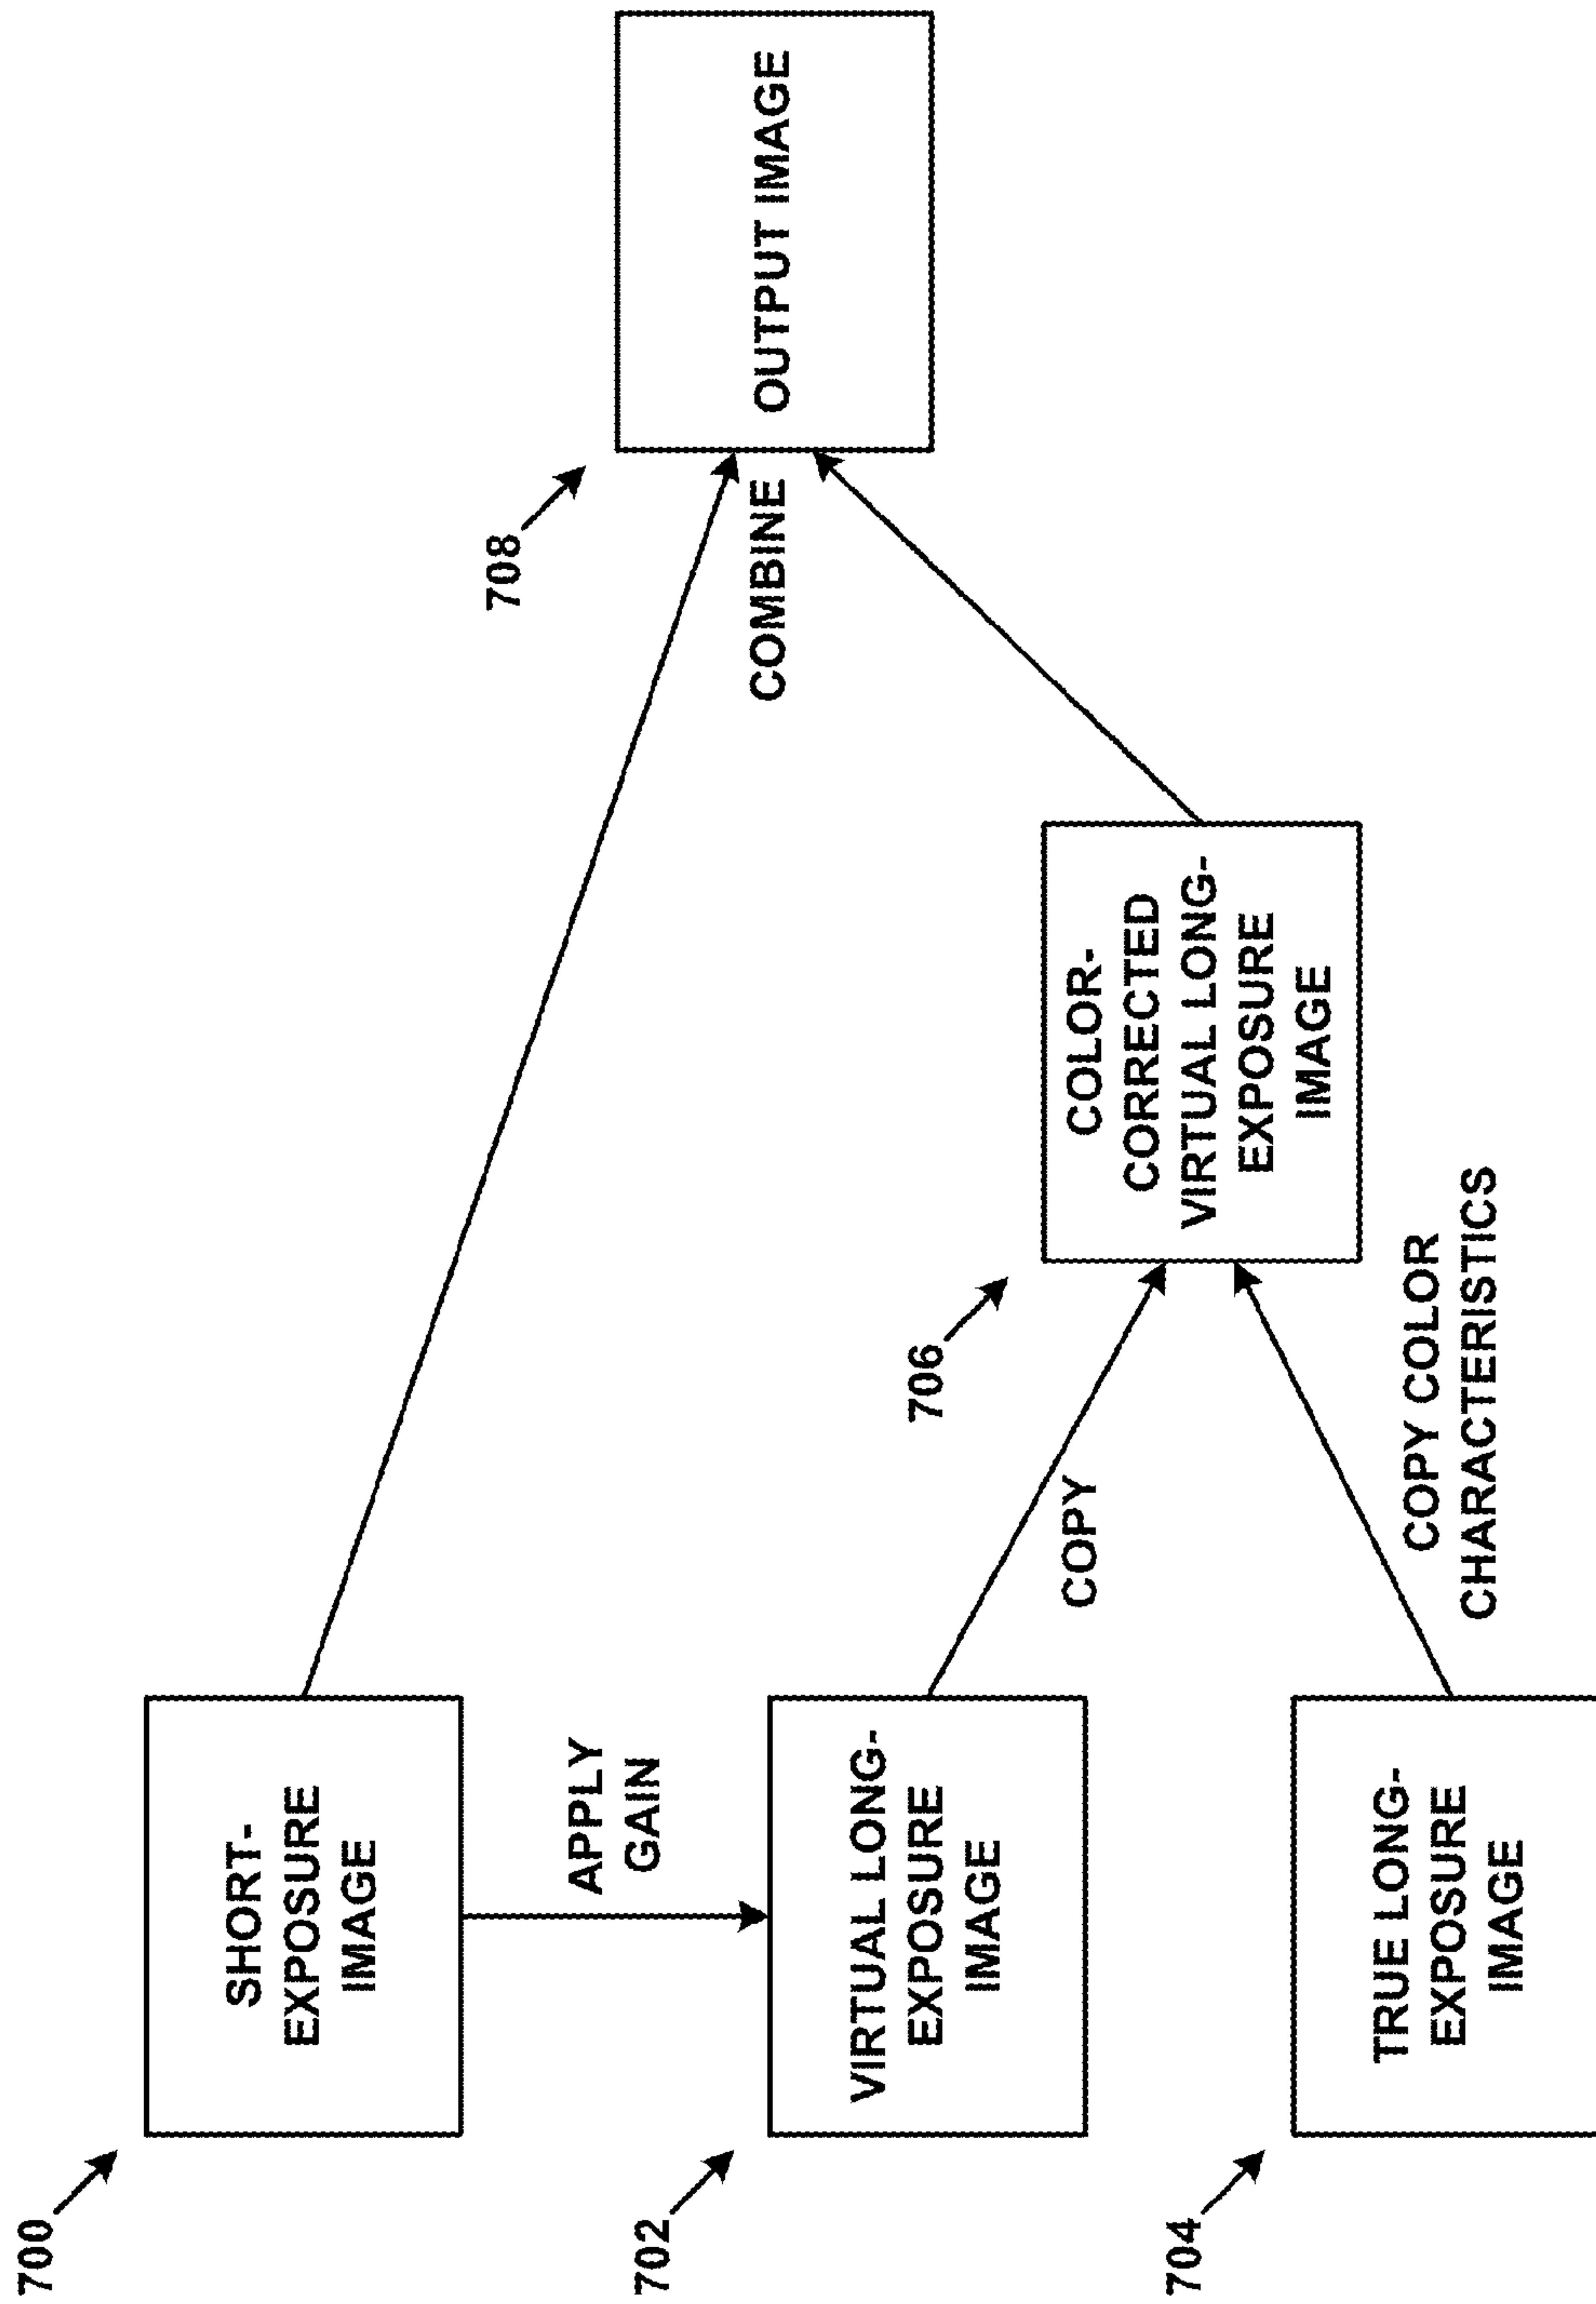 700
SHORT-
EXPOSURE
IMAGE
APPLY
GAIN
702
VIRTUAL LONG-
EXPOSURE
IMAGE
COPY
704
TRUE LONG-
EXPOSURE
IMAGE
COPY COLOR
CHARACTERISTICS
706
COLOR-
CORRECTED
VIRTUAL LONG-
EXPOSURE
IMAGE
COMBINE
708
OUTPUT IMAGE